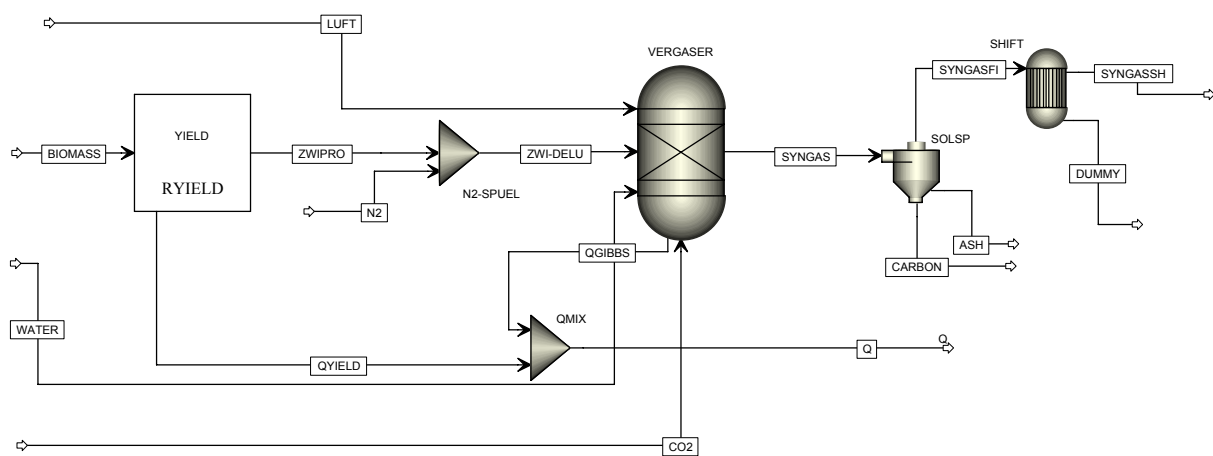 LUFT
SHIFT
VERGASER
SYNGASFI
SYNGASSH
YIELD
SOLSP
BIOMASS
ZWIPRO
ZWI-DELU
SYNGAS
RYIELD
DUMMY
N2-SPUEL
N2
ASH
QGIBBS
CARBON
QMIX
WATER
Q
Q
QYIELD
CO2